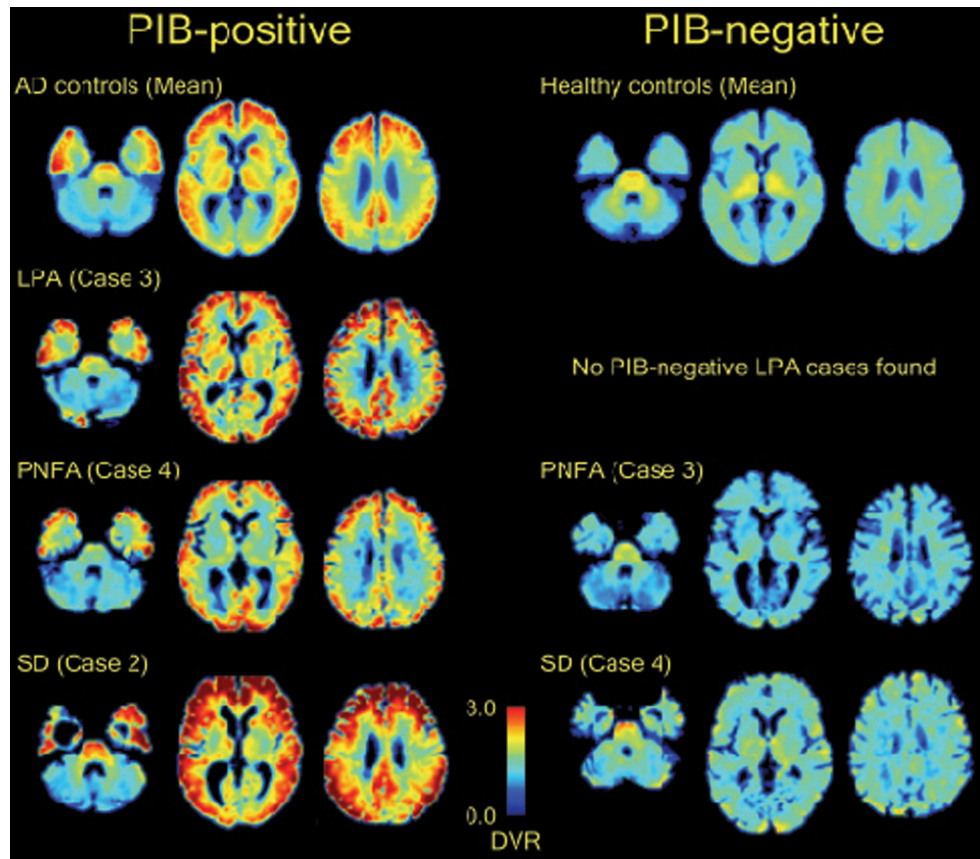 PIB-positive
PIB-negative
AD controls (Mean)
Healthy controls (Mean)
LPA (Case 3)
No PIB-negative LPA cases found
PNFA (Case 4)
PNFA (Case 3)
SD (Case 2)
SD (Case 4)
3.0
0.0
DVR